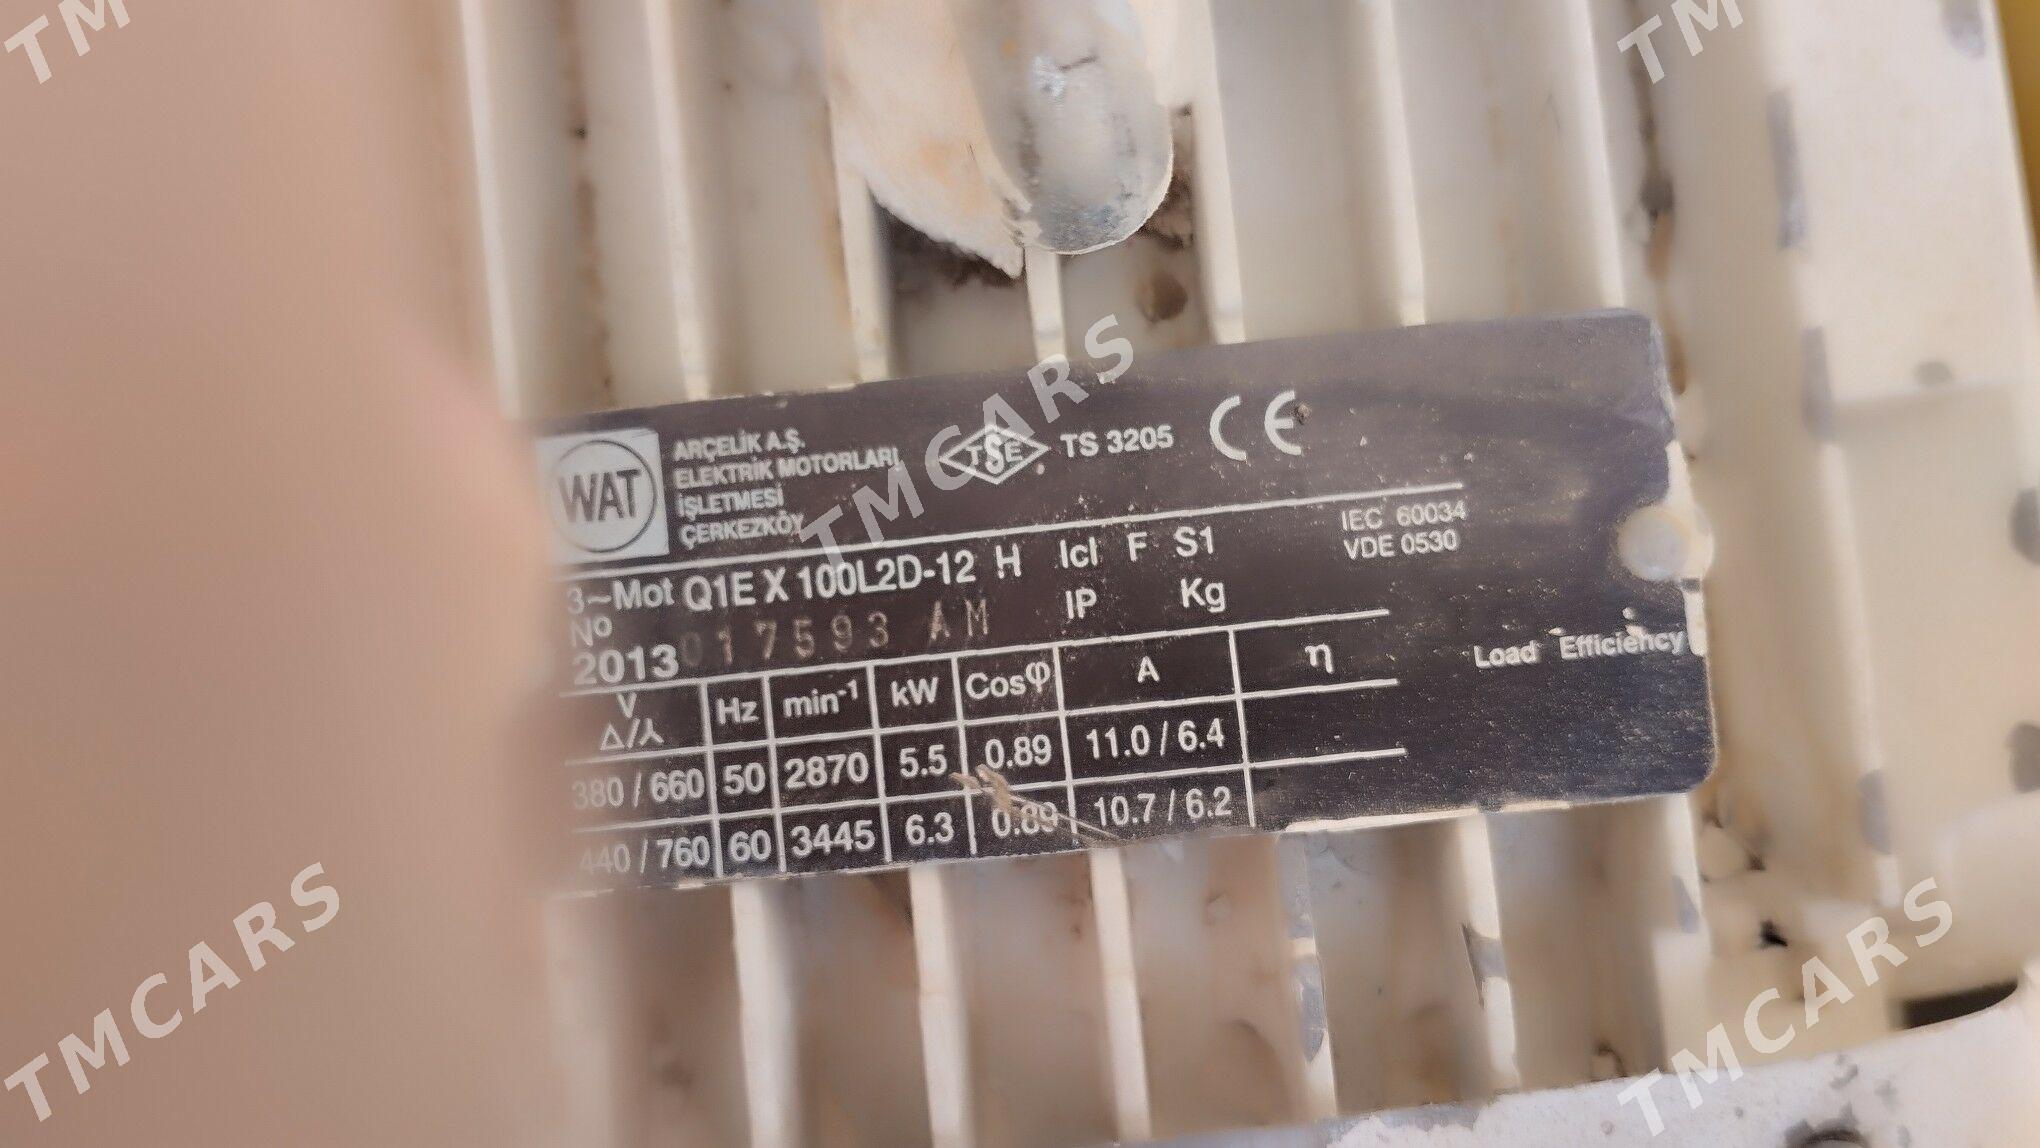 WAT
ARÇELİK A.Ş.
ELEKTRİK MOTORLARI
İŞLETMESİ
ÇERKEZKÖY
TSE TS 3205 CE
3~Mot Q1E X 100L2D-12 H Icl F S1
IEC 60034
VDE 0530
Nº 017593 AM IP Kg
2013
Load Efficiency
V Δ/⅄ Hz min⁻¹ kW Cosφ A η
380 / 660 50 2870 5.5 0.89 11.0 / 6.4
440 / 760 60 3445 6.3 0.89 10.7 / 6.2
TMCARS
TMCARS
TMCARS
TM
TM